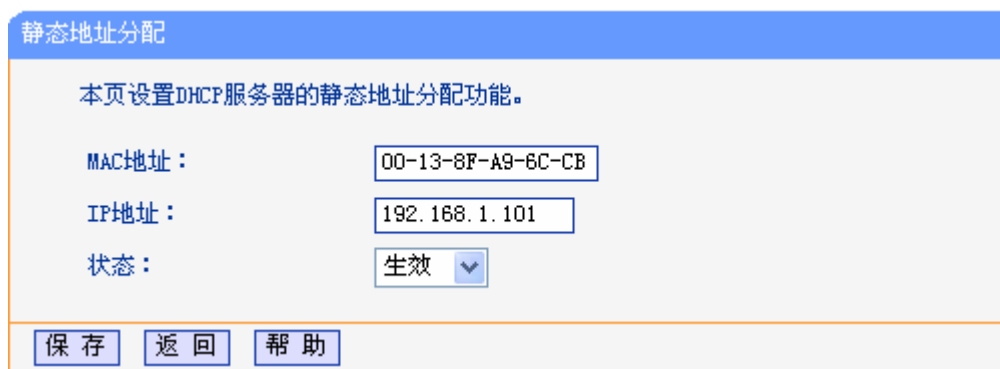 静态地址分配
本页设置DHCP服务器的静态地址分配功能。
MAC地址： 00-13-8F-A9-6C-CB
IP地址： 192.168.1.101
状态： 生效
保 存 返 回 帮 助